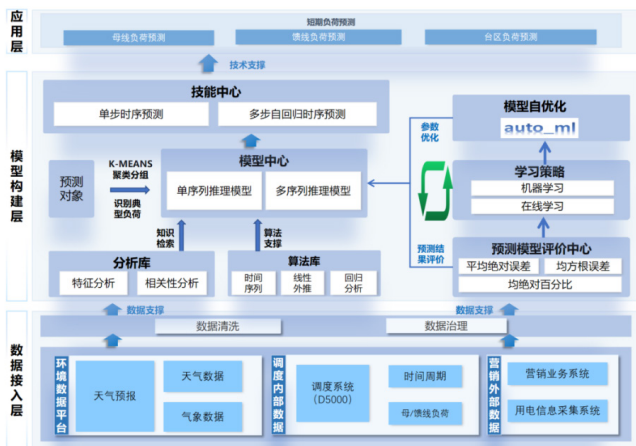 应用层
短期负荷预测
母线负荷预测
馈线负荷预测
台区负荷预测
技术支撑
模型构建层
技能中心
单步时序预测
多步自回归时序预测
预测
对象
K-MEANS
聚类分组
识别典
型负荷
模型中心
单序列推理模型
多序列推理模型
知识
检索
算法
支撑
分析库
特征分析
相关性分析
算法库
时间
序列
线性
外推
回归
分析
参数
优化
预测结
果评价
模型自优化
auto_ml
学习策略
机器学习
在线学习
预测模型评价中心
平均绝对误差
均方根误差
均绝对百分比
数据支撑
数据支撑
数据接入层
数据清洗
数据治理
环境数据平台
天气预报
天气数据
气象数据
调度内部数据
调度系统
(D5000)
时间周期
母/馈线负荷
营销外部数据
营销业务系统
用电信息采集系统